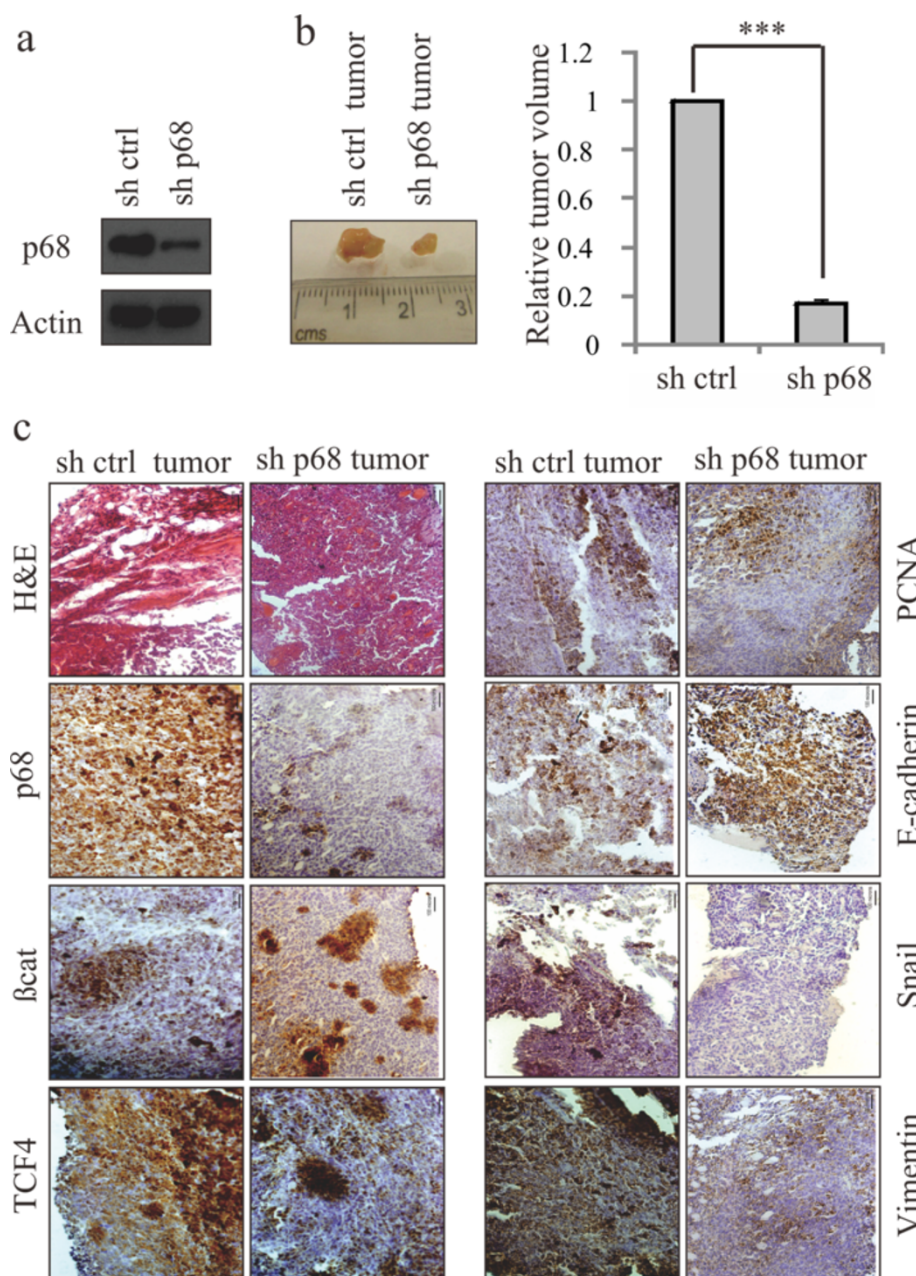 a
sh ctrl
sh p68
p68
Actin
b
sh ctrl tumor
sh p68 tumor
cms
1
2
3
Relative tumor volume
1.2
1
0.8
0.6
0.4
0.2
0
***
sh ctrl
sh p68
c
sh ctrl tumor
sh p68 tumor
sh ctrl tumor
sh p68 tumor
H&E
PCNA
p68
E-cadherin
ßcat
Snail
TCF4
Vimentin